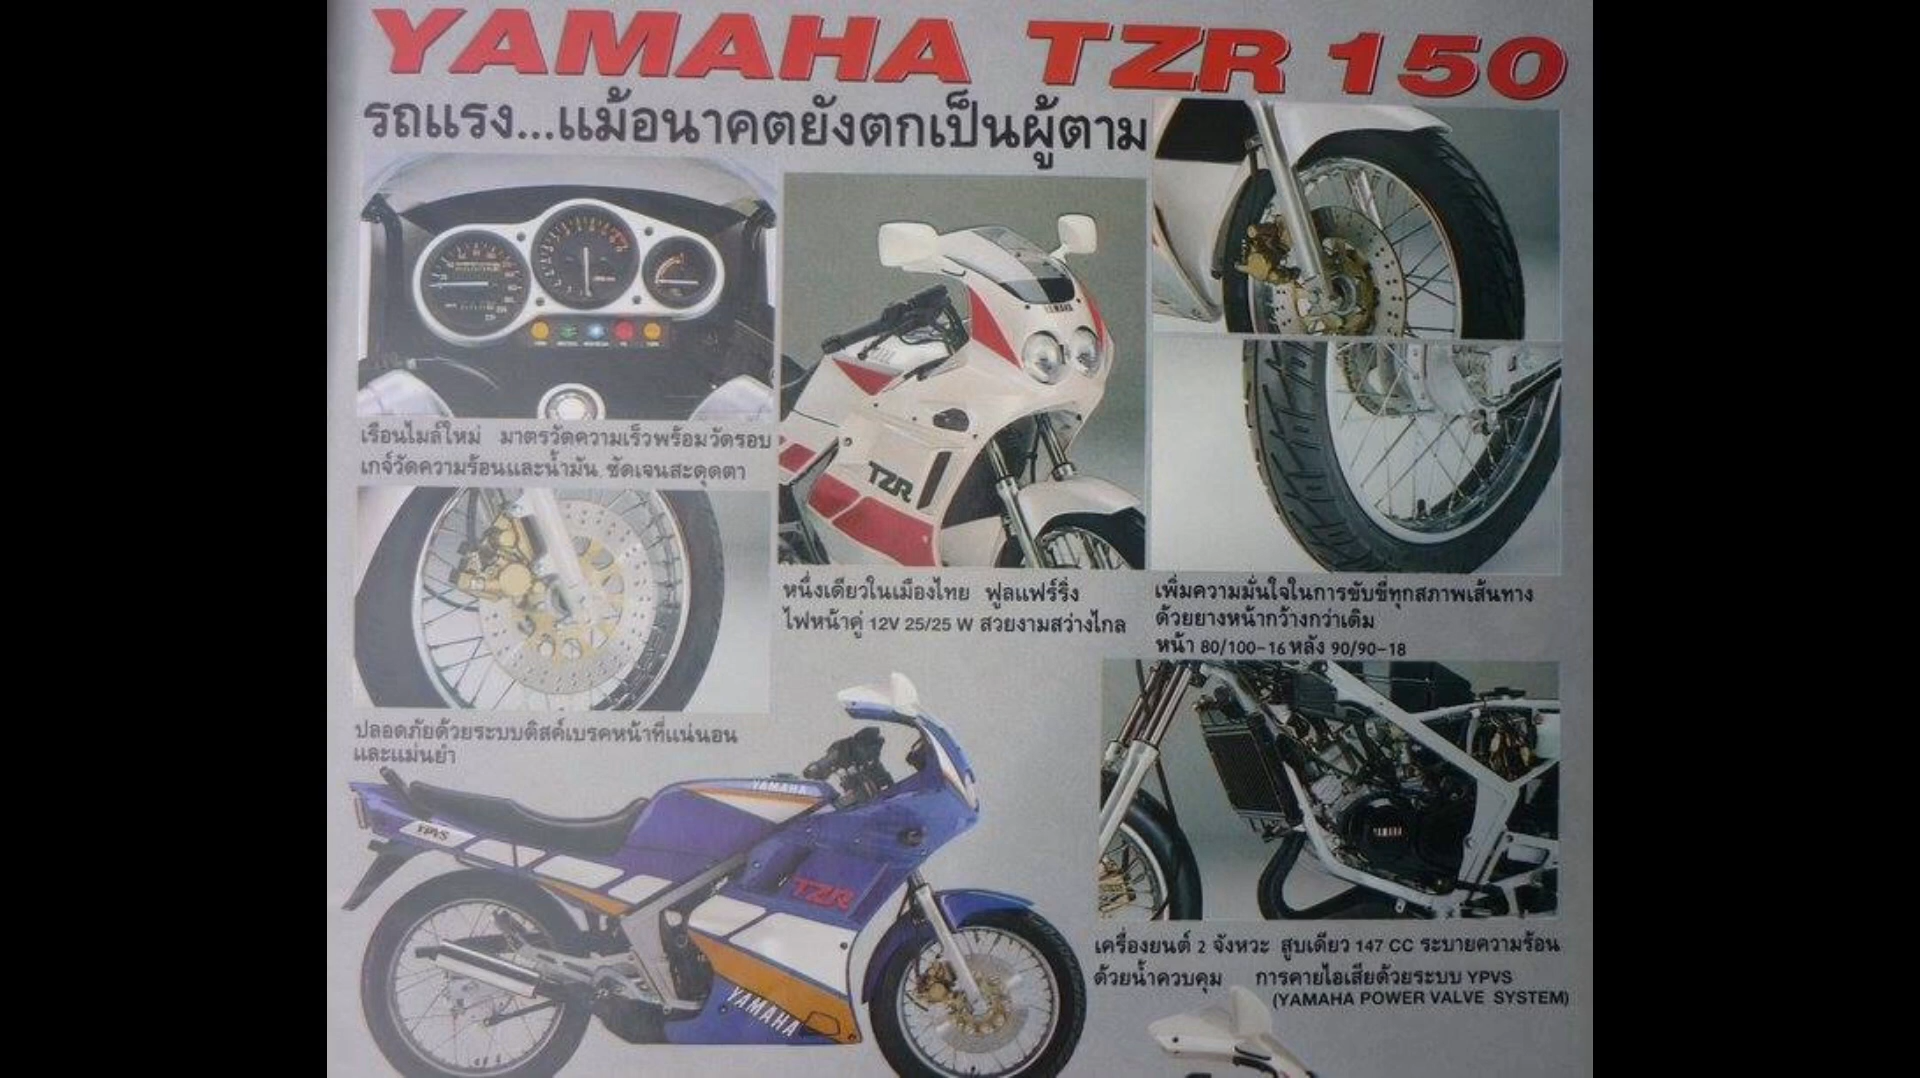 YAMAHA TZR 150
รถแรง...แม้อนาคตยังตกเป็นผู้ตาม
เรือนไมล์ใหม่ มาตรวัดความเร็วพร้อมวัดรอบ
เกจ์วัดความร้อนและน้ำมัน ชัดเจนสะดุดตา
YAMAHA
TZR
หนึ่งเดียวในเมืองไทย ฟูลแฟร์ริ่ง
ไฟหน้าคู่ 12V 25/25 W สวยงามสว่างไกล
เพิ่มความมั่นใจในการขับขี่ทุกสภาพเส้นทาง
ด้วยยางหน้ากว้างกว่าเดิม
หน้า 80/100-16 หลัง 90/90-18
ปลอดภัยด้วยระบบดิสค์เบรคหน้าที่แน่นอน
และแม่นยำ
YAMAHA
YPVS
TZR
YAMAHA
YAMAHA
เครื่องยนต์ 2 จังหวะ สูบเดียว 147 CC ระบายความร้อน
ด้วยน้ำควบคุม การคายไอเสียด้วยระบบ YPVS
(YAMAHA POWER VALVE SYSTEM)